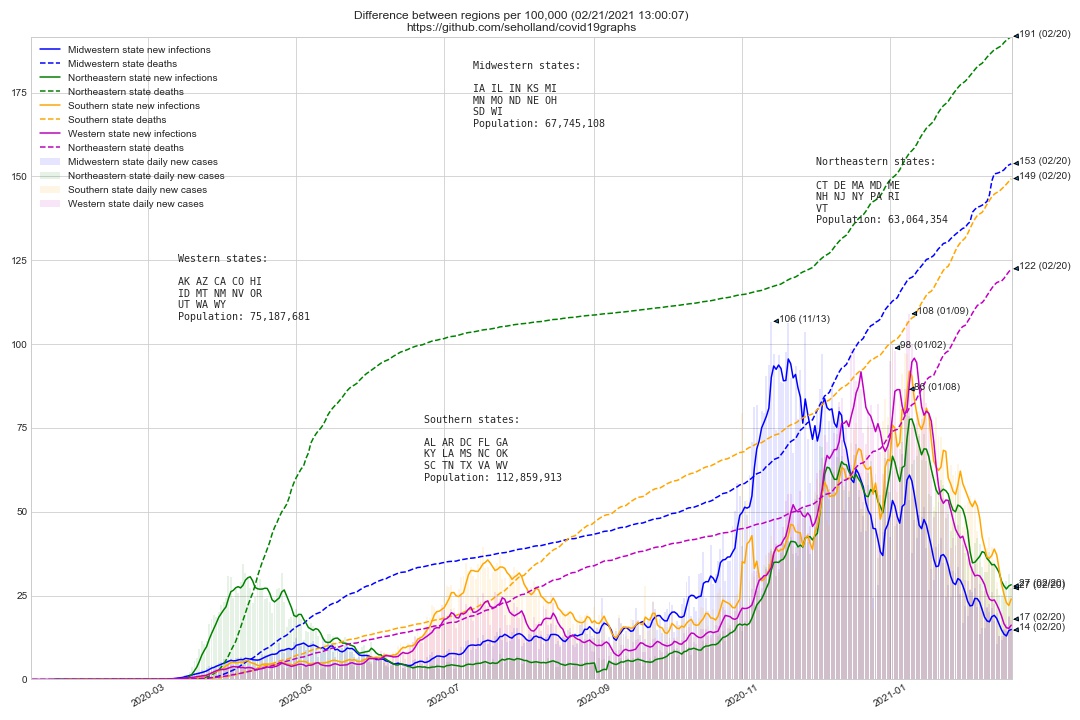 Difference between regions per 100,000 (02/21/2021 13:00:07)
https://github.com/seholland/covid19graphs
Midwestern state new infections
Midwestern state deaths
Northeastern state new infections
Northeastern state deaths
Southern state new infections
Southern state deaths
Western state new infections
Northeastern state deaths
Midwestern state daily new cases
Northeastern state daily new cases
Southern state daily new cases
Western state daily new cases
Midwestern states:
IA IL IN KS MI
MN MO ND NE OH
SD WI
Population: 67,745,108
Northeastern states:
CT DE MA MD ME
NH NJ NY PA RI
VT
Population: 63,064,354
Western states:
AK AZ CA CO HI
ID MT NM NV OR
UT WA WY
Population: 75,187,681
Southern states:
AL AR DC FL GA
KY LA MS NC OK
SC TN TX VA WV
Population: 112,859,913
191 (02/20)
153 (02/20)
149 (02/20)
122 (02/20)
106 (11/13)
108 (01/09)
98 (01/02)
(01/08)
27 (02/20)
17 (02/20)
14 (02/20)
175
150
125
100
75
50
25
0
2020-03
2020-05
2020-07
2020-09
2020-11
2021-01